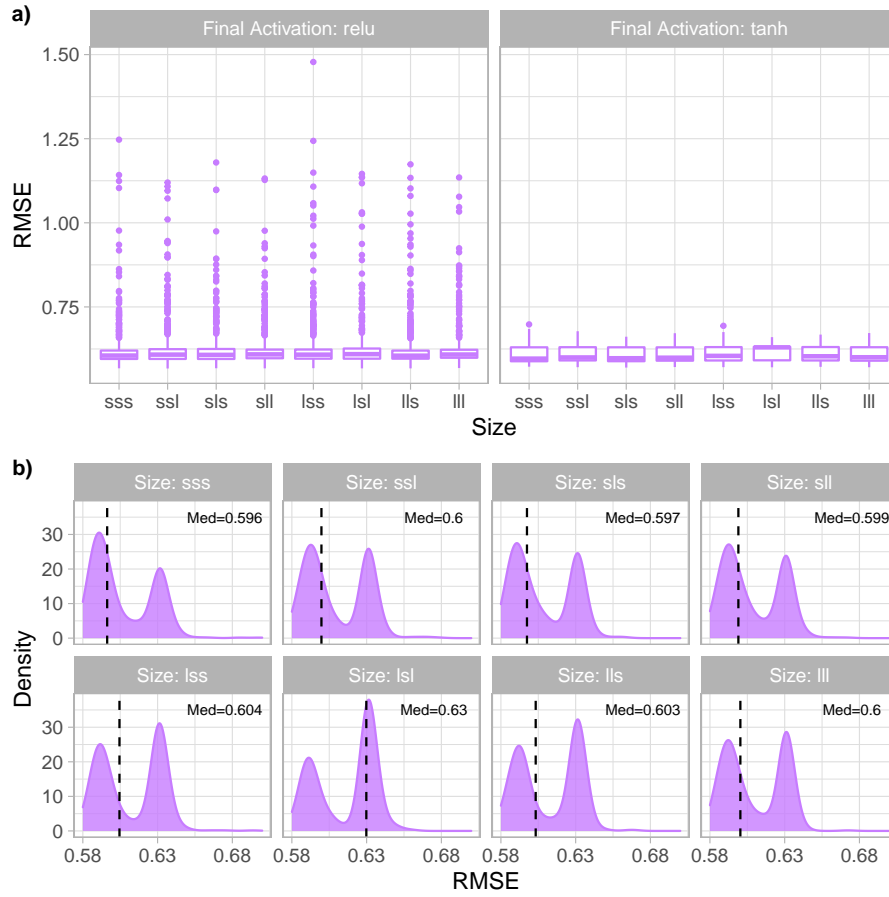 a)
Final Activation: relu
Final Activation: tanh
RMSE
1.50
1.25
1.00
0.75
sss ssl sls sll lss lsl lls lll
sss ssl sls sll lss lsl lls lll
Size
b)
Size: sss
Size: ssl
Size: sls
Size: sll
Med=0.596
Med=0.6
Med=0.597
Med=0.599
30
20
10
0
Density
Size: lss
Size: lsl
Size: lls
Size: lll
Med=0.604
Med=0.63
Med=0.603
Med=0.6
30
20
10
0
0.58 0.63 0.68
0.58 0.63 0.68
0.58 0.63 0.68
0.58 0.63 0.68
RMSE